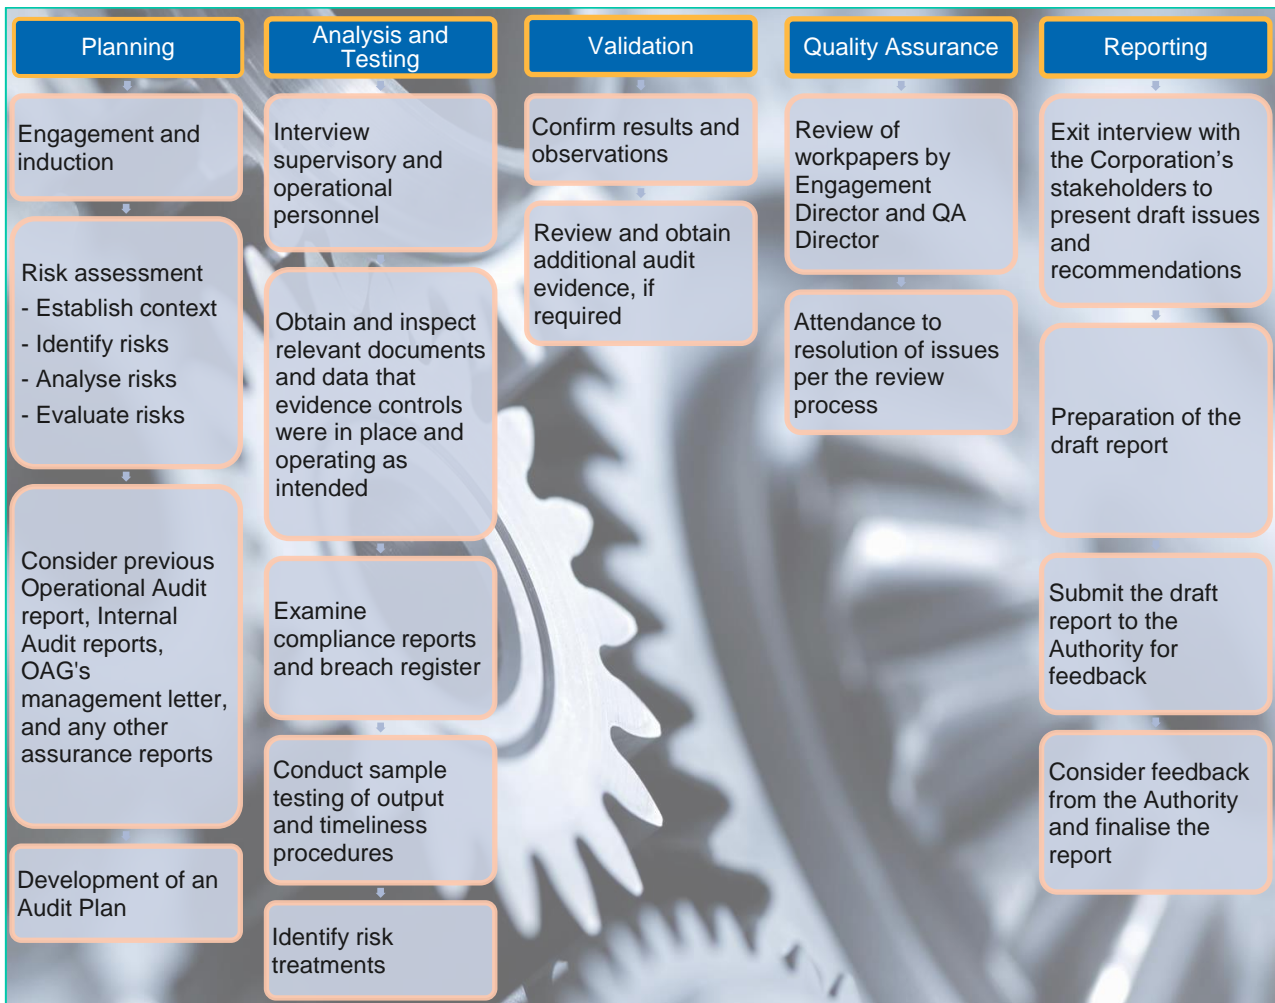 Planning
Engagement and
induction
Risk assessment
- Establish context
- Identify risks
- Analyse risks
- Evaluate risks
Consider previous
Operational Audit
report, Internal
Audit reports,
OAG's
management letter,
and any other
assurance reports
Development of an
Audit Plan
Analysis and
Testing
Interview
supervisory and
operational
personnel
Obtain and inspect
relevant documents
and data that
evidence controls
were in place and
operating as
intended
Examine
compliance reports
and breach register
Conduct sample
testing of output
and timeliness
procedures
Identify risk
treatments
Validation
Confirm results and
observations
Review and obtain
additional audit
evidence, if
required
Quality Assurance
Review of
workpapers by
Engagement
Director and QA
Director
Attendance to
resolution of issues
per the review
process
Reporting
Exit interview with
the Corporation’s
stakeholders to
present draft issues
and
recommendations
Preparation of the
draft report
Submit the draft
report to the
Authority for
feedback
Consider feedback
from the Authority
and finalise the
report